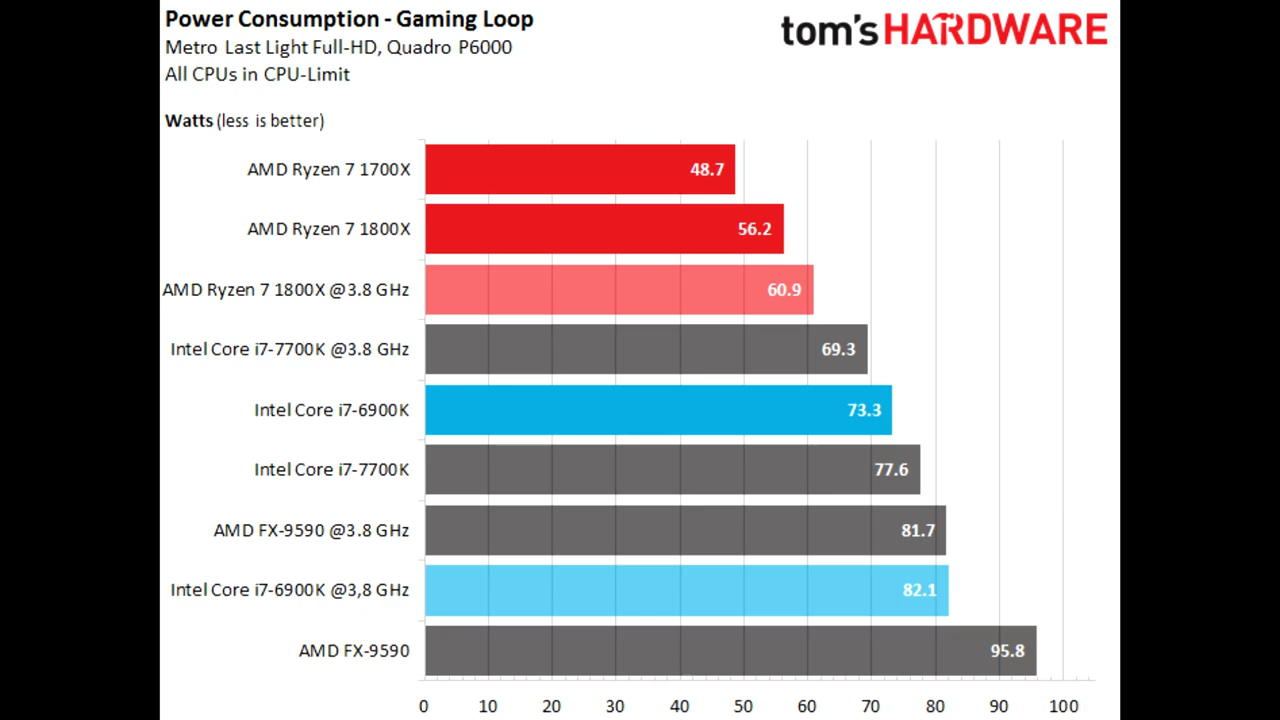 Power Consumption - Gaming Loop
tom'sHARDWARE
Metro Last Light Full-HD, Quadro P6000
All CPUs in CPU-Limit
Watts (less is better)
AMD Ryzen 7 1700X 48.7
AMD Ryzen 7 1800X 56.2
AMD Ryzen 7 1800X @3.8 GHz 60.9
Intel Core i7-7700K @3.8 GHz 69.3
Intel Core i7-6900K 73.3
Intel Core i7-7700K 77.6
AMD FX-9590 @3.8 GHz 81.7
Intel Core i7-6900K @3,8 GHz 82.1
AMD FX-9590 95.8
0 10 20 30 40 50 60 70 80 90 100